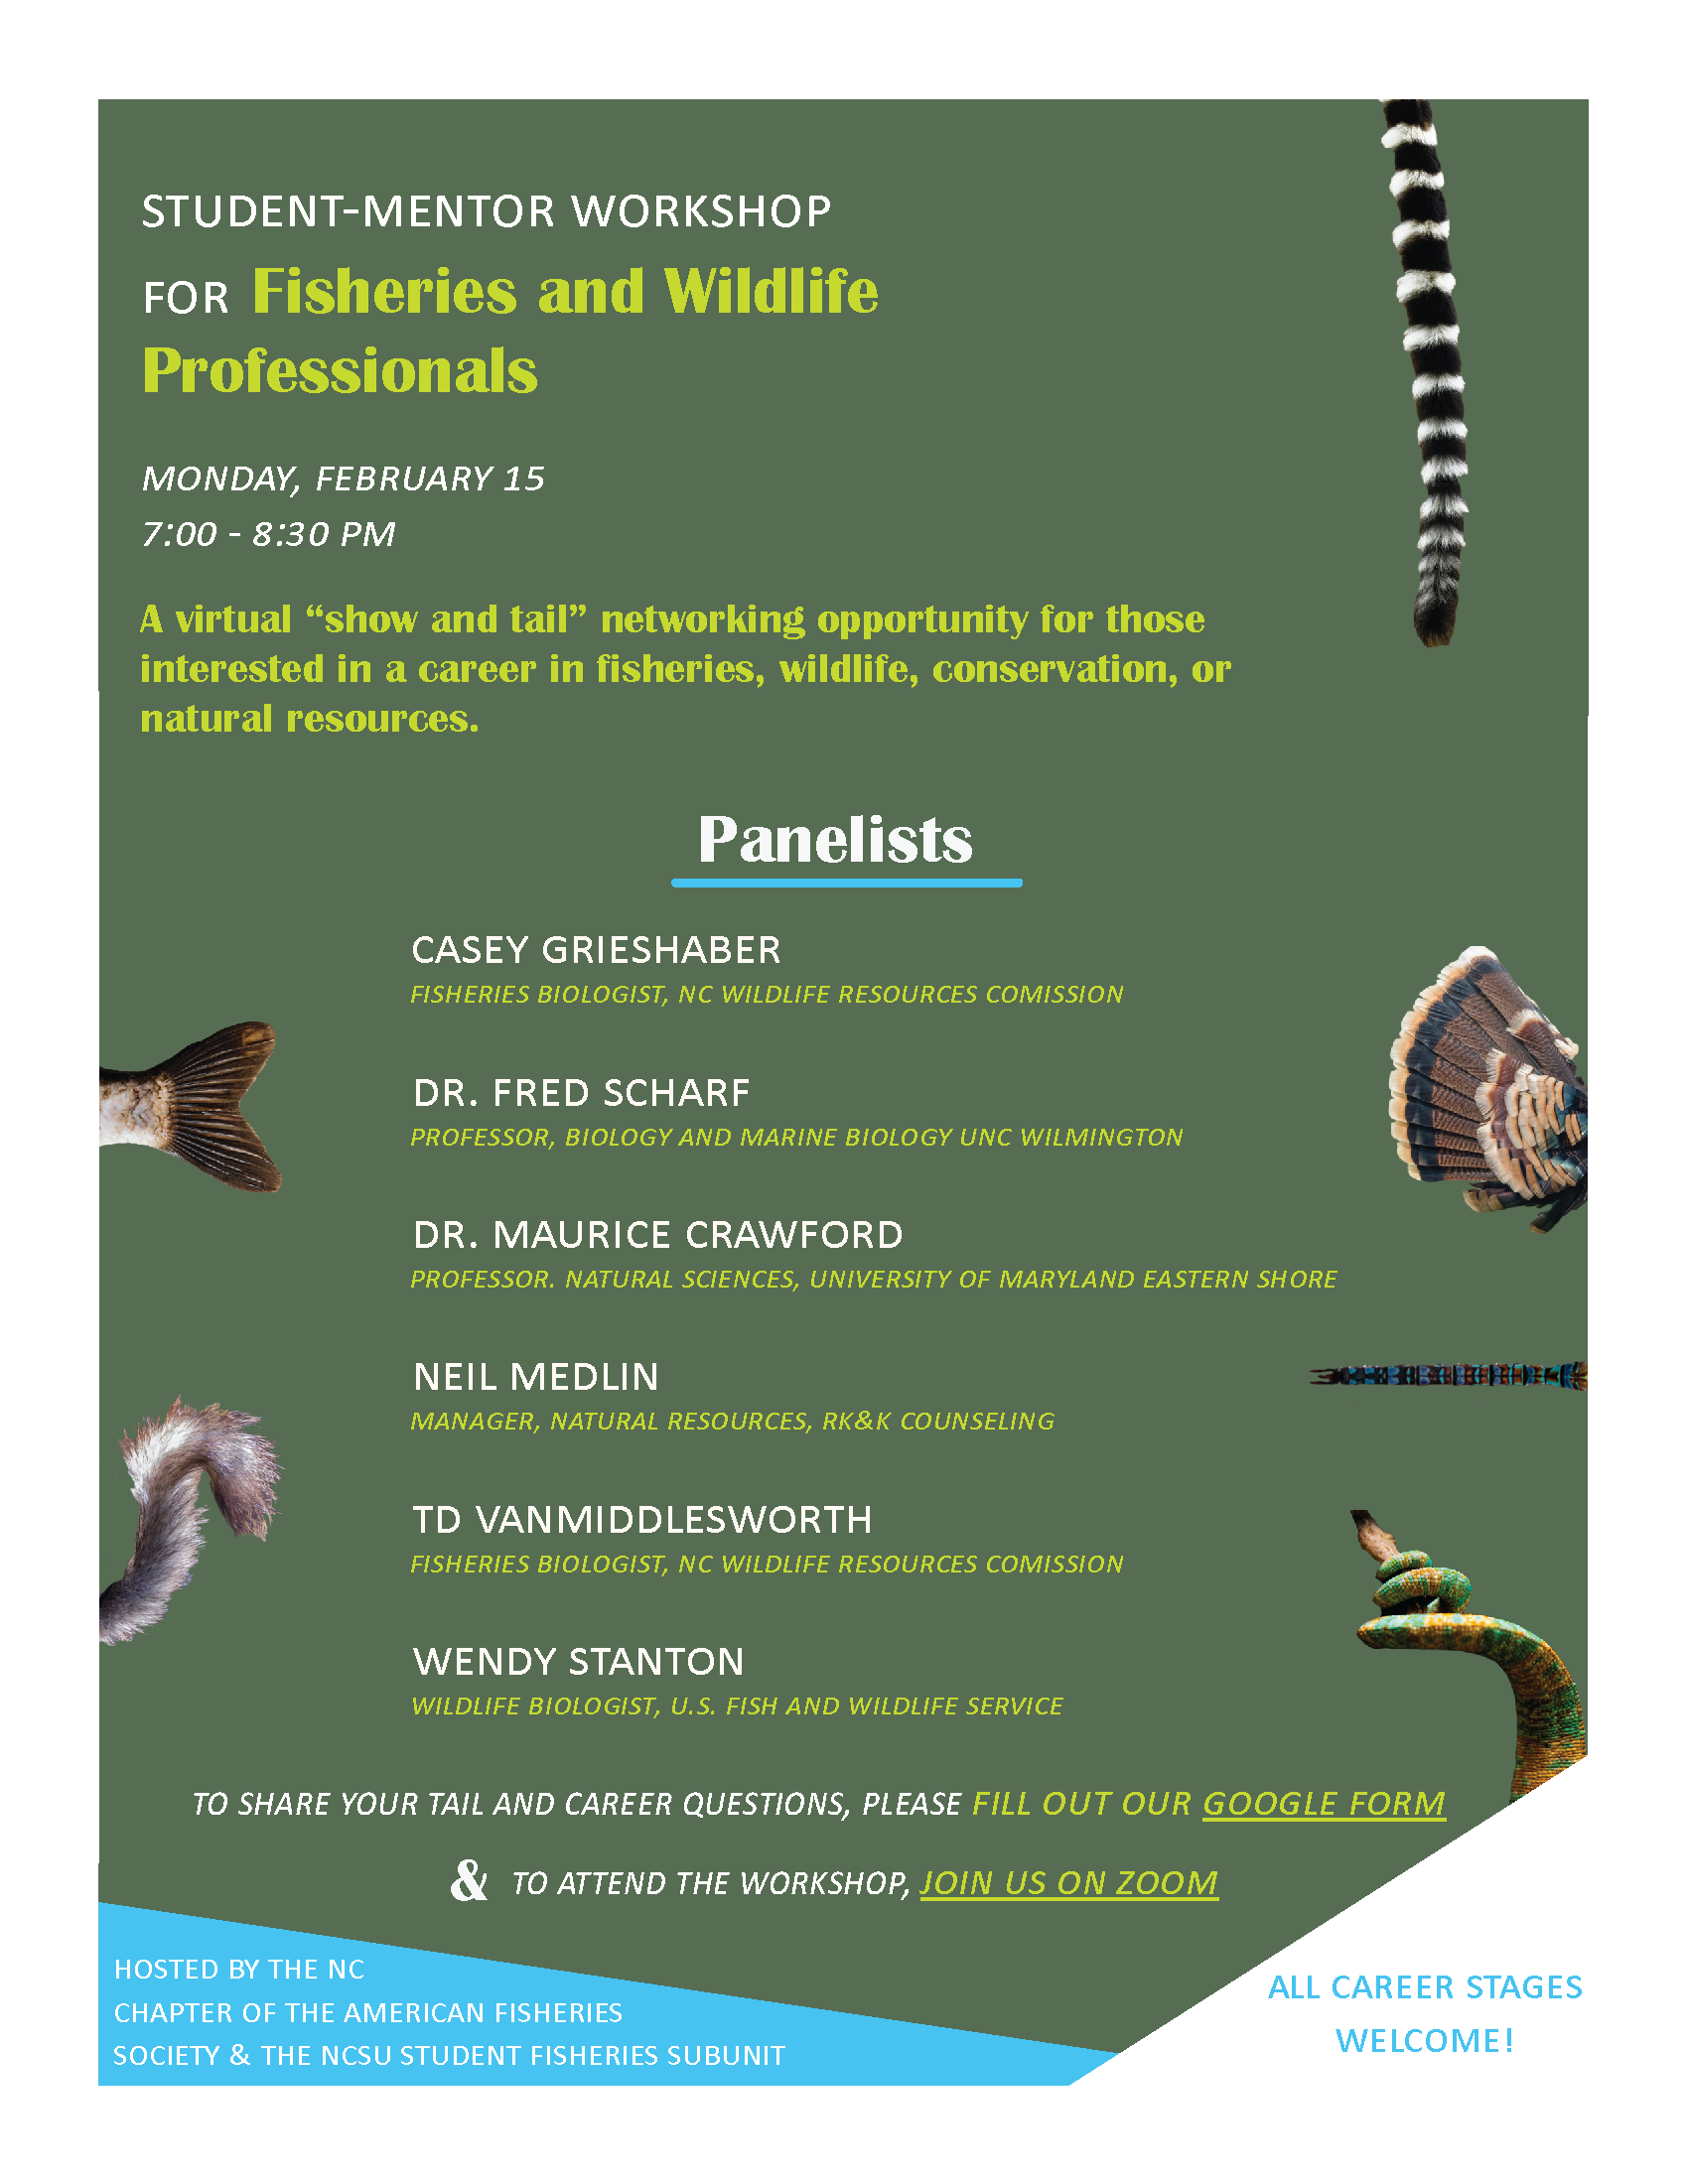 STUDENT-MENTOR WORKSHOP
FOR Fisheries and Wildlife
Professionals
MONDAY, FEBRUARY 15
7:00 - 8:30 PM
A virtual “show and tail” networking opportunity for those
interested in a career in fisheries, wildlife, conservation, or
natural resources.
Panelists
CASEY GRIESHABER
FISHERIES BIOLOGIST, NC WILDLIFE RESOURCES COMISSION
DR. FRED SCHARF
PROFESSOR, BIOLOGY AND MARINE BIOLOGY UNC WILMINGTON
DR. MAURICE CRAWFORD
PROFESSOR. NATURAL SCIENCES, UNIVERSITY OF MARYLAND EASTERN SHORE
NEIL MEDLIN
MANAGER, NATURAL RESOURCES, RK&K COUNSELING
TD VANMIDDLESWORTH
FISHERIES BIOLOGIST, NC WILDLIFE RESOURCES COMISSION
WENDY STANTON
WILDLIFE BIOLOGIST, U.S. FISH AND WILDLIFE SERVICE
TO SHARE YOUR TAIL AND CAREER QUESTIONS, PLEASE FILL OUT OUR GOOGLE FORM
& TO ATTEND THE WORKSHOP, JOIN US ON ZOOM
HOSTED BY THE NC
CHAPTER OF THE AMERICAN FISHERIES
SOCIETY & THE NCSU STUDENT FISHERIES SUBUNIT
ALL CAREER STAGES
WELCOME!